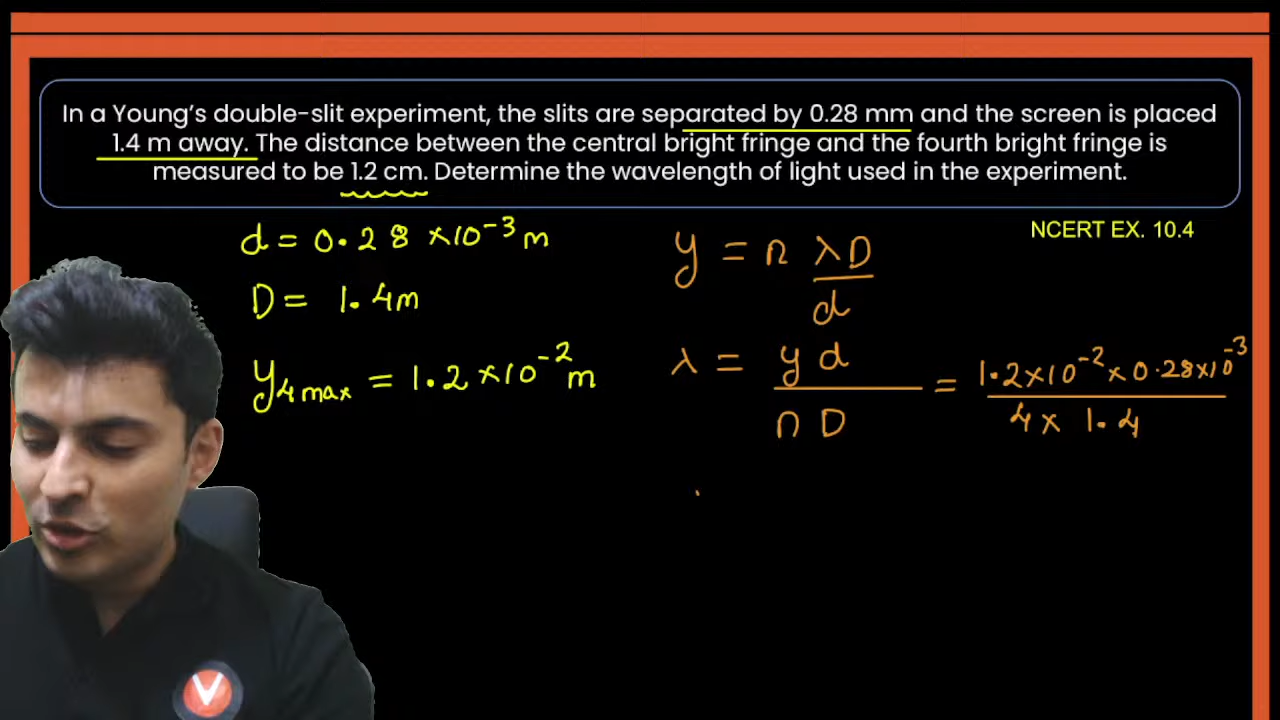 In a Young's double-slit experiment, the slits are separated by 0.28 mm and the screen is placed
1.4 m away. The distance between the central bright fringe and the fourth bright fringe is
measured to be 1.2 cm. Determine the wavelength of light used in the experiment.
NCERT EX. 10.4
d = 0.28 ×10⁻³ m
D = 1.4m
y₄ max = 1.2 ×10⁻² m
y = n λD / d
λ = y d / n D = 1.2×10⁻² × 0.28×10⁻³ / 4 × 1.4
V